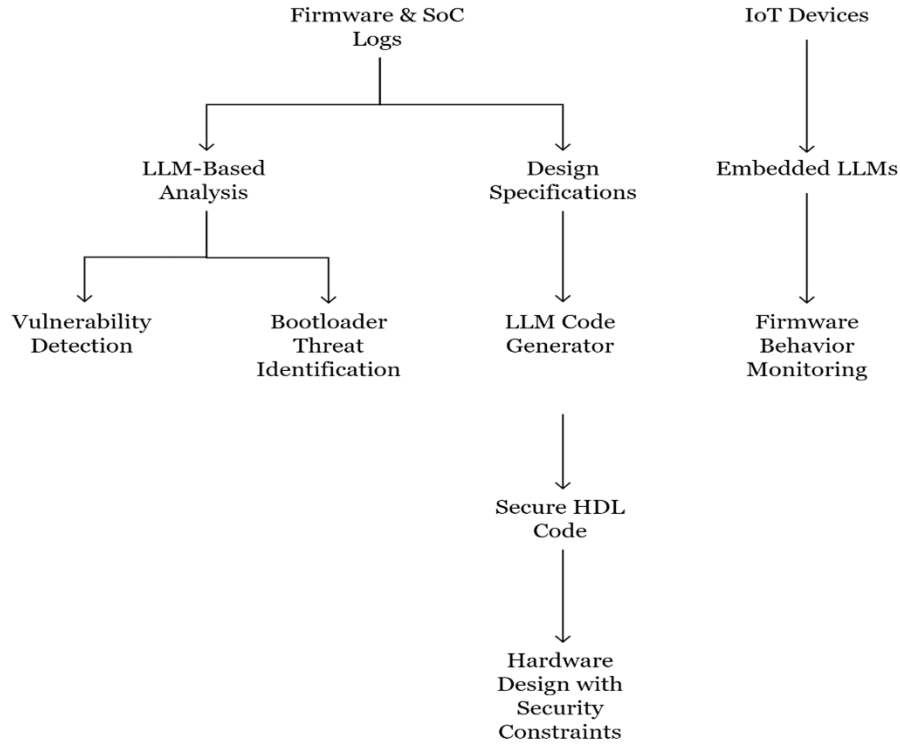 Firmware & SoC
Logs
IoT Devices
LLM-Based
Analysis
Design
Specifications
Embedded LLMs
Vulnerability
Detection
Bootloader
Threat
Identification
LLM Code
Generator
Firmware
Behavior
Monitoring
Secure HDL
Code
Hardware
Design with
Security
Constraints